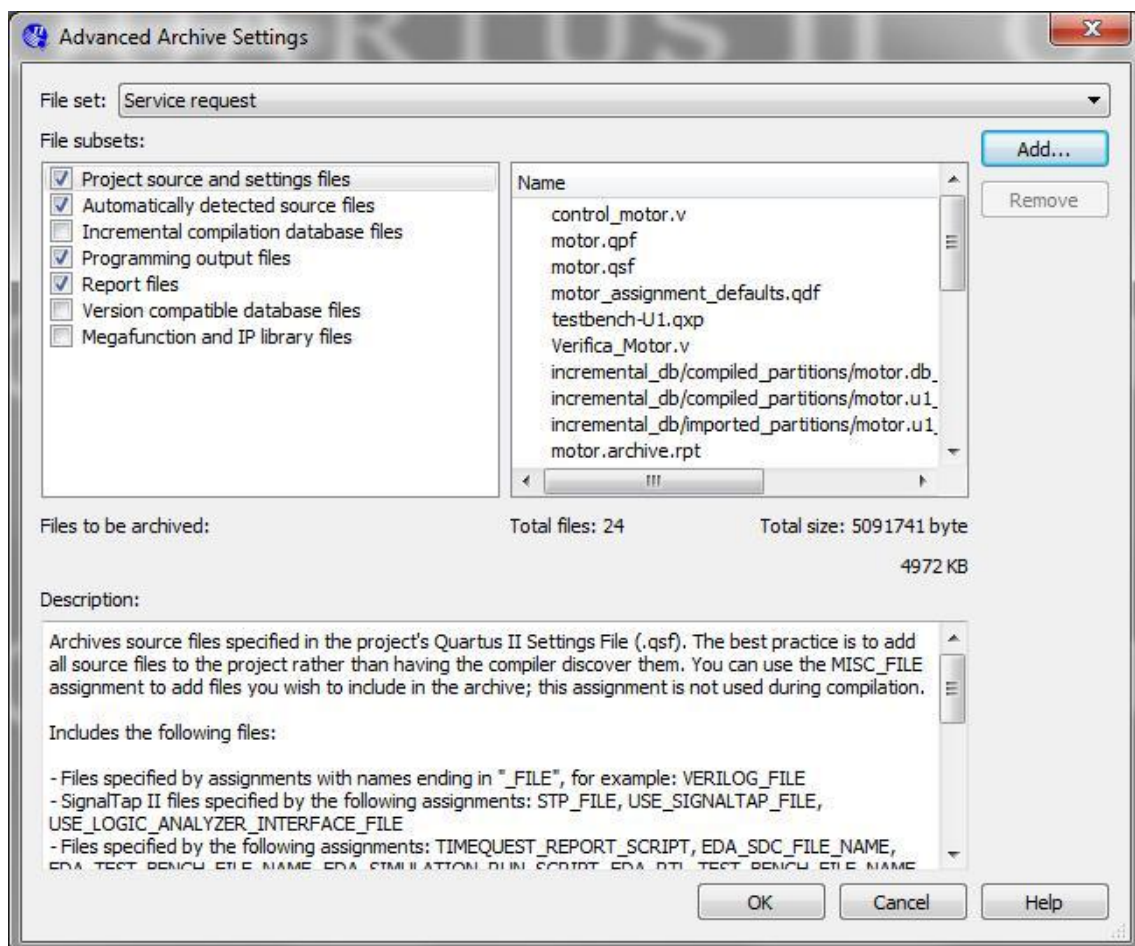 Advanced Archive Settings
File set: Service request
File subsets:
Add...
Remove
Project source and settings files
Automatically detected source files
Incremental compilation database files
Programming output files
Report files
Version compatible database files
Megafunction and IP library files
Name
control_motor.v
motor.qpf
motor.qsf
motor_assignment_defaults.qdf
testbench-U1.qxp
Verifica_Motor.v
incremental_db/compiled_partitions/motor.db_
incremental_db/compiled_partitions/motor.u1_
incremental_db/imported_partitions/motor.u1_
motor.archive.rpt
Files to be archived: Total files: 24 Total size: 5091741 byte
4972 KB
Description:
Archives source files specified in the project's Quartus II Settings File (.qsf). The best practice is to add
all source files to the project rather than having the compiler discover them. You can use the MISC_FILE
assignment to add files you wish to include in the archive; this assignment is not used during compilation.
Includes the following files:
- Files specified by assignments with names ending in "_FILE", for example: VERILOG_FILE
- SignalTap II files specified by the following assignments: STP_FILE, USE_SIGNALTAP_FILE,
USE_LOGIC_ANALYZER_INTERFACE_FILE
- Files specified by the following assignments: TIMEQUEST_REPORT_SCRIPT, EDA_SDC_FILE_NAME,
EDA_TEST_BENCH_FILE_NAME, EDA_SIMULATION_RUN_SCRIPT, EDA_RTL_TEST_BENCH_FILE_NAME,
OK
Cancel
Help